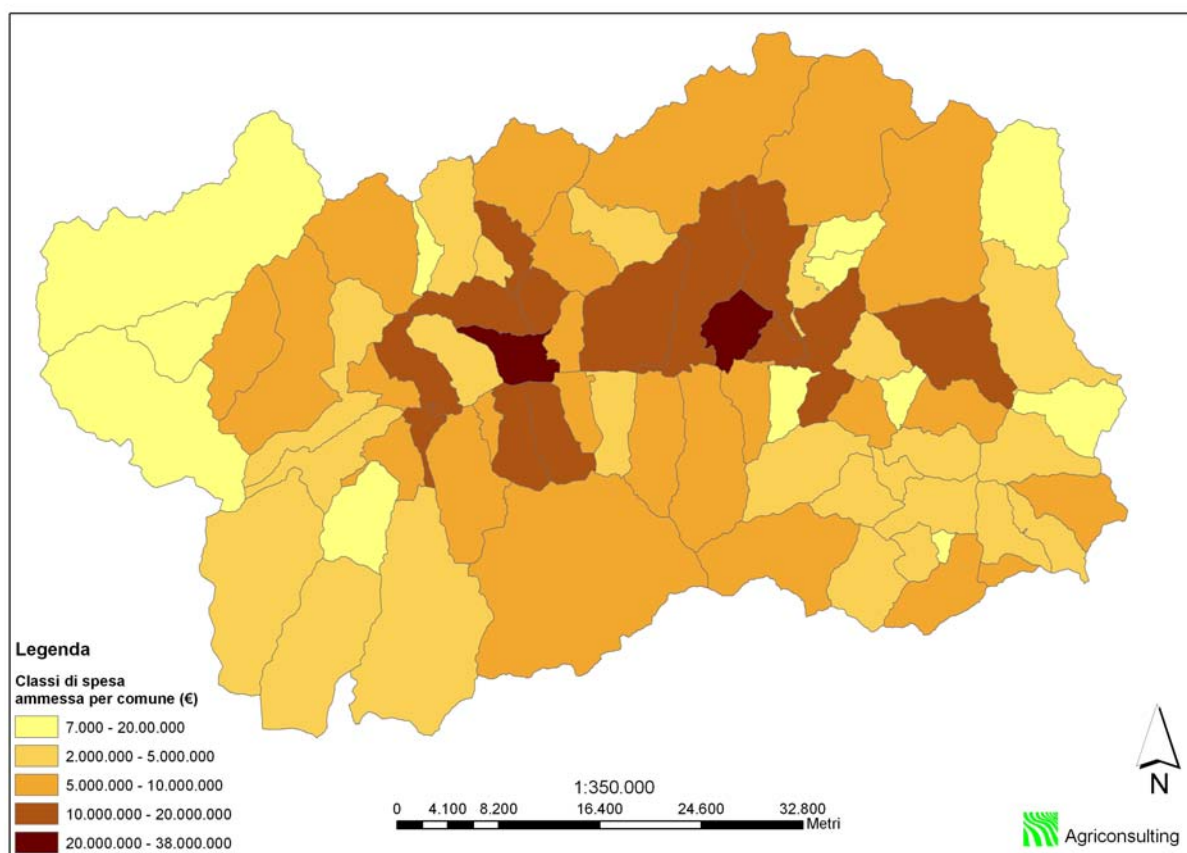 Legenda
Classi di spesa
ammessa per comune (€)
7.000 - 20.00.000
2.000.000 - 5.000.000
5.000.000 - 10.000.000
10.000.000 - 20.000.000
20.000.000 - 38.000.000
1:350.000
0 4.100 8.200 16.400 24.600 32.800
Metri
N
Agriconsulting